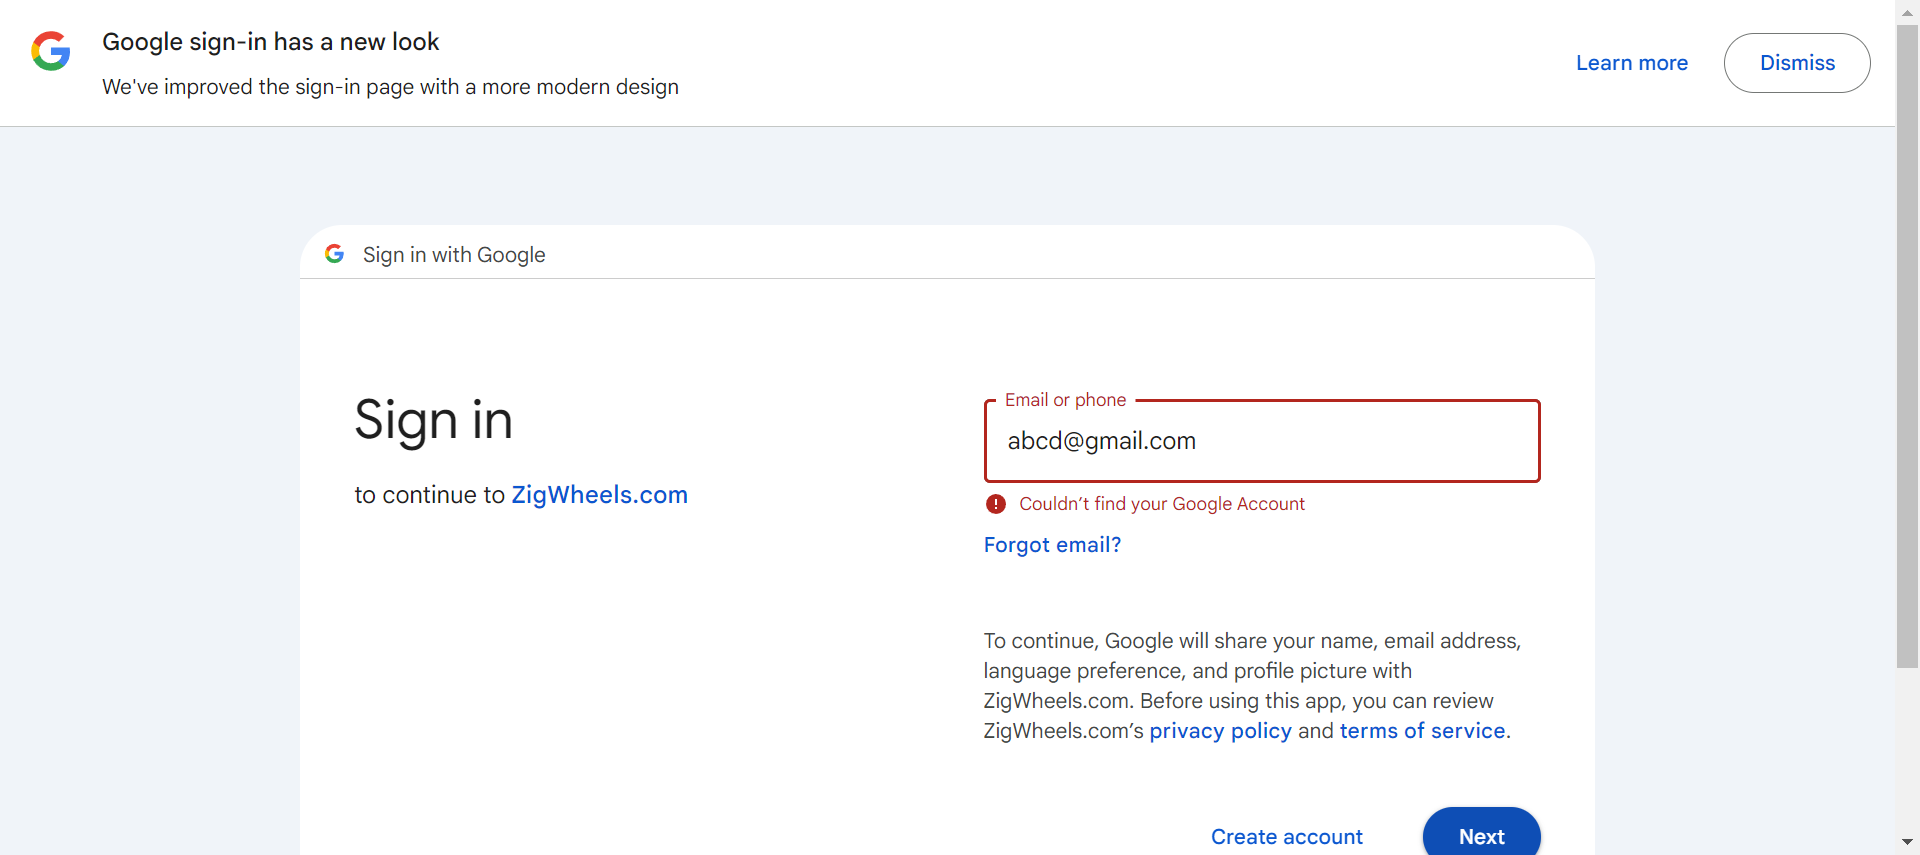 Google sign-in has a new look
We've improved the sign-in page with a more modern design
Learn more
Dismiss
Sign in with Google
Sign in
to continue to ZigWheels.com
Email or phone
abcd@gmail.com
Couldn’t find your Google Account
Forgot email?
To continue, Google will share your name, email address,
language preference, and profile picture with
ZigWheels.com. Before using this app, you can review
ZigWheels.com’s privacy policy and terms of service.
Create account
Next